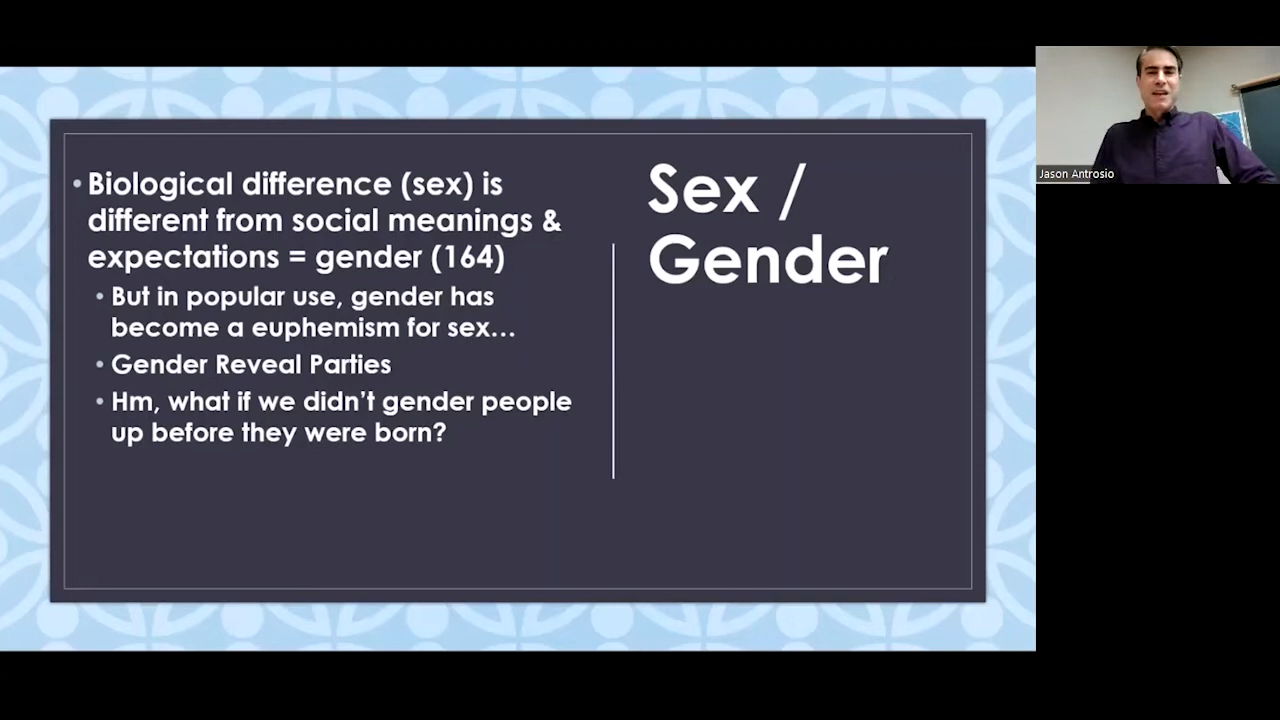 • Biological difference (sex) is
different from social meanings &
expectations = gender (164)
• But in popular use, gender has
become a euphemism for sex…
• Gender Reveal Parties
• Hm, what if we didn’t gender people
up before they were born?
Sex /
Gender
Jason Antrosio